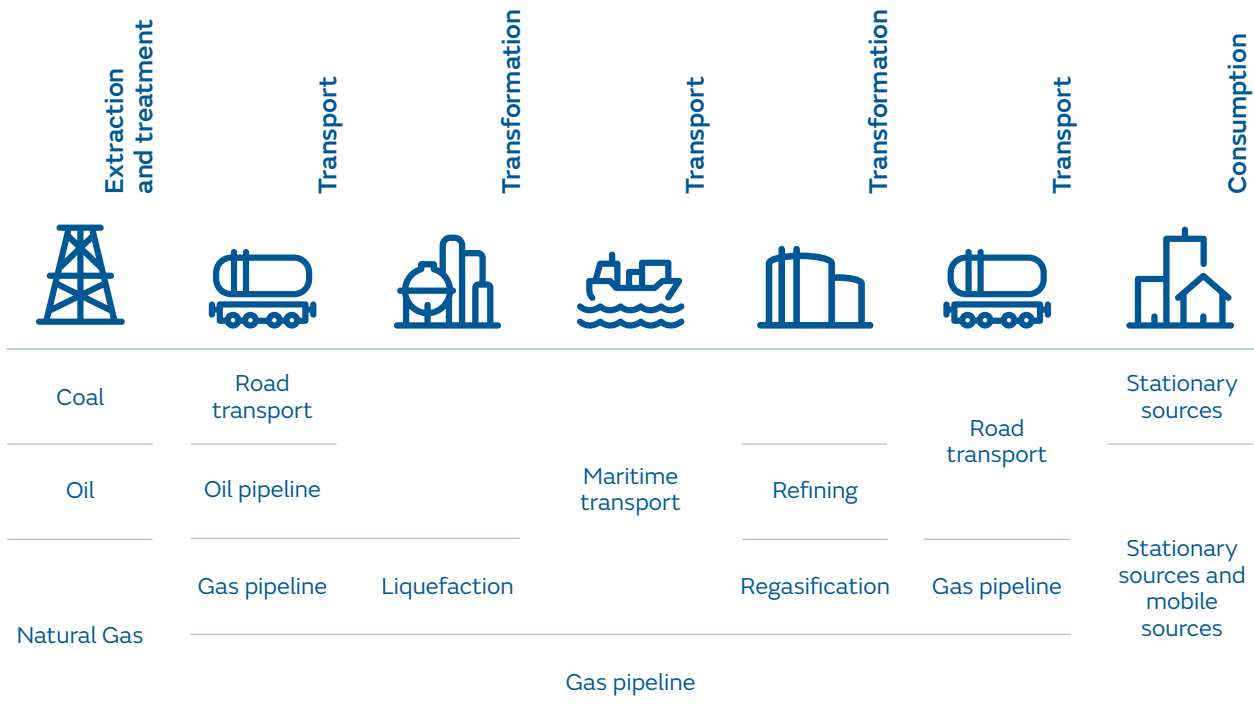 Extraction
and treatment
Transport
Transformation
Transport
Transformation
Transport
Consumption
Coal
Road
transport
Stationary
sources
Road
transport
Oil
Oil pipeline
Maritime
transport
Refining
Gas pipeline
Liquefaction
Regasification
Gas pipeline
Stationary
sources and
mobile
sources
Natural Gas
Gas pipeline